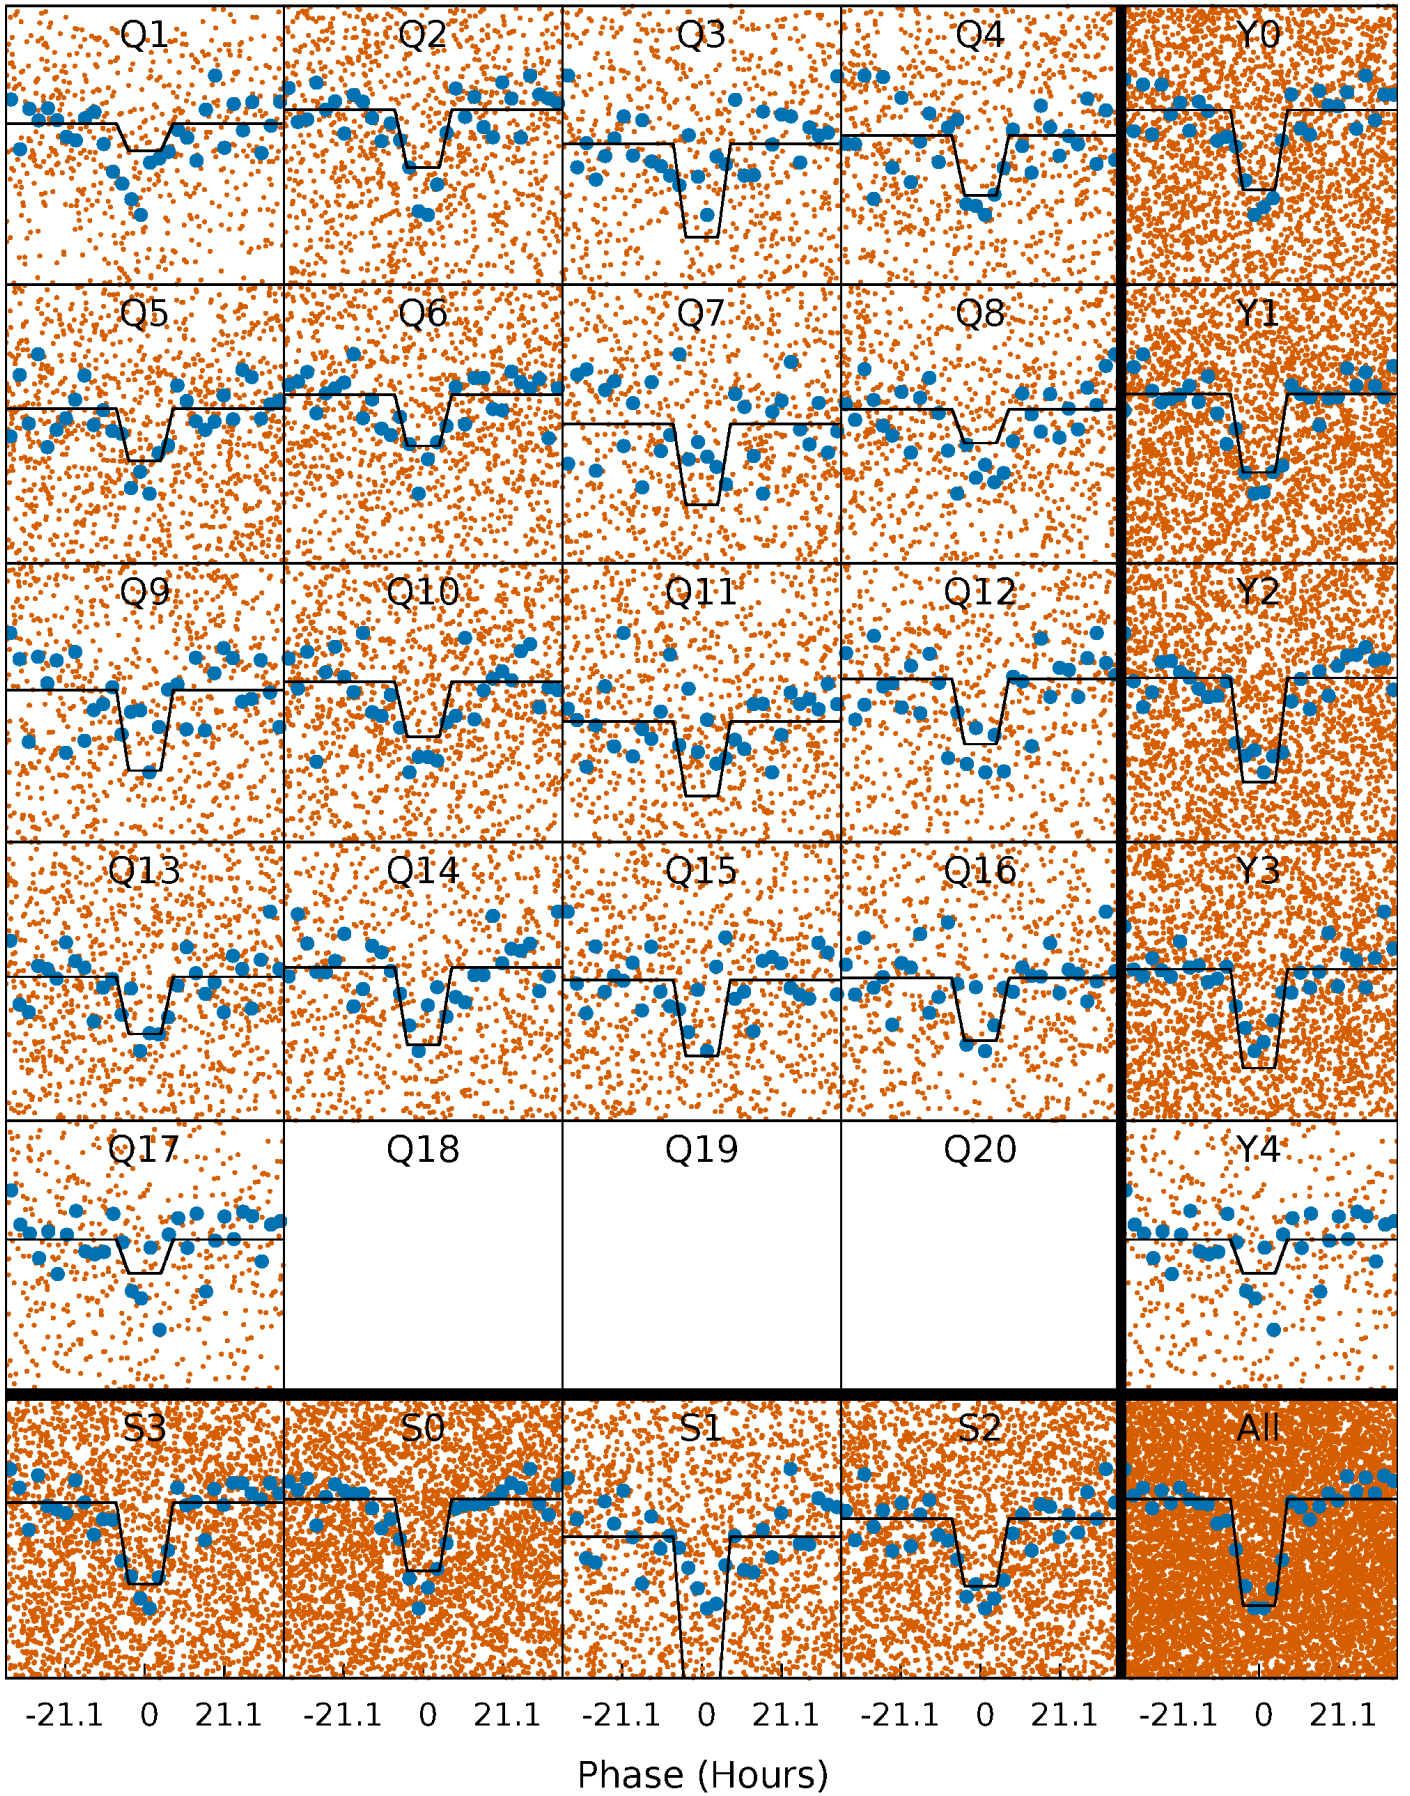 Q1 Q2 Q3 Q4 Y0
Q5 Q6 Q7 Q8 Y1
Q9 Q10 Q11 Q12 Y2
Q13 Q14 Q15 Q16 Y3
Q17 Q18 Q19 Q20 Y4
S3 S0 S1 S2 All
-21.1 0 21.1 -21.1 0 21.1 -21.1 0 21.1 -21.1 0 21.1 -21.1 0 21.1
Phase (Hours)